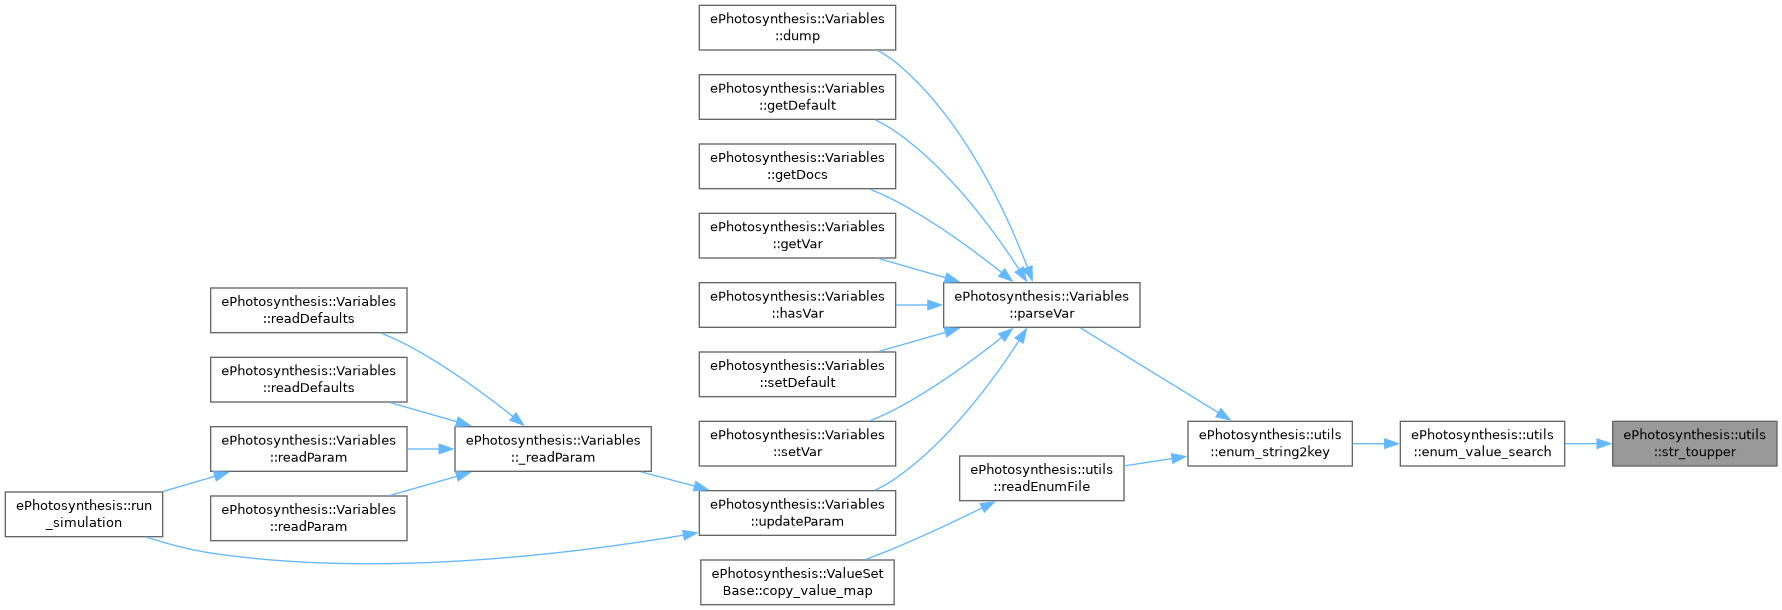 ePhotosynthesis::Variables
::dump
ePhotosynthesis::Variables
::getDefault
ePhotosynthesis::Variables
::getDocs
ePhotosynthesis::Variables
::getVar
ePhotosynthesis::Variables
::hasVar
ePhotosynthesis::Variables
::setDefault
ePhotosynthesis::Variables
::setVar
ePhotosynthesis::Variables
::updateParam
ePhotosynthesis::ValueSet
Base::copy_value_map
ePhotosynthesis::Variables
::readDefaults
ePhotosynthesis::Variables
::readDefaults
ePhotosynthesis::Variables
::readParam
ePhotosynthesis::Variables
::readParam
ePhotosynthesis::run
_simulation
ePhotosynthesis::Variables
::_readParam
ePhotosynthesis::Variables
::parseVar
ePhotosynthesis::utils
::readEnumFile
ePhotosynthesis::utils
::enum_string2key
ePhotosynthesis::utils
::enum_value_search
ePhotosynthesis::utils
::str_toupper